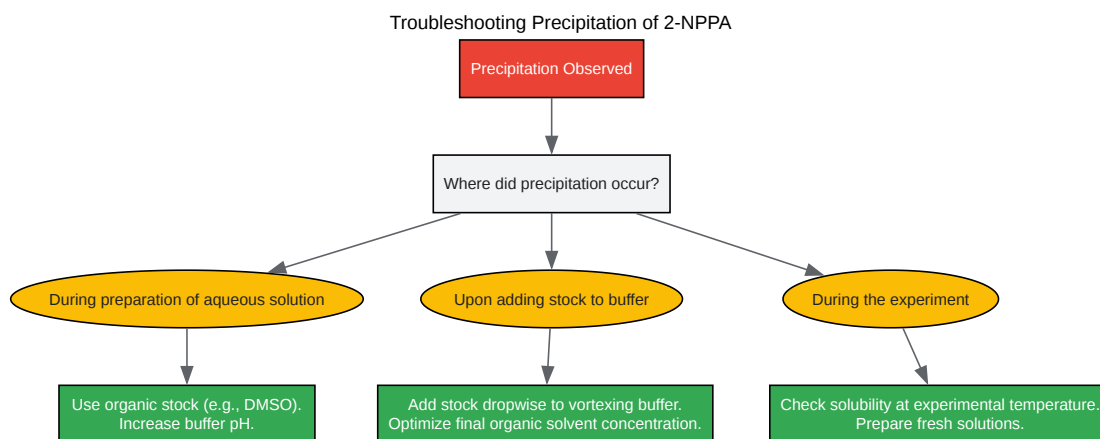 Troubleshooting Precipitation of 2-NPPA
Precipitation Observed
Where did precipitation occur?
During preparation of aqueous solution
Upon adding stock to buffer
During the experiment
Use organic stock (e.g., DMSO).
Increase buffer pH.
Add stock dropwise to vortexing buffer.
Optimize final organic solvent concentration.
Check solubility at experimental temperature.
Prepare fresh solutions.